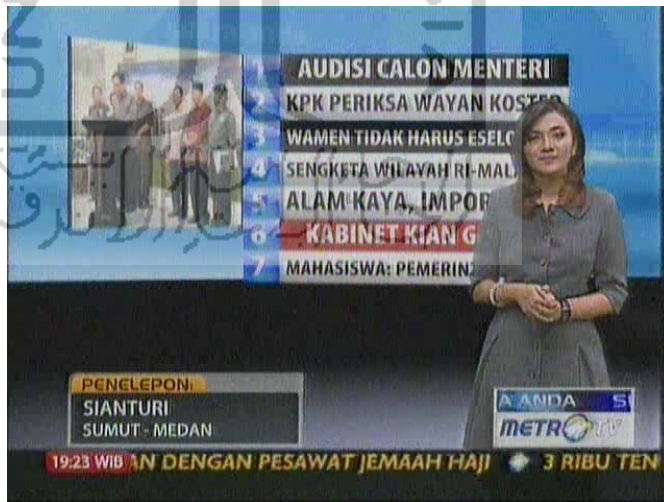 1 AUDISI CALON MENTERI
2 KPK PERIKSA WAYAN KOSTER
3 WAMEN TIDAK HARUS ESELO
4 SENGKETA WILAYAH RI-MALA
5 ALAM KAYA, IMPOR
6 KABINET KIAN G
7 MAHASISWA: PEMERIN
PENELEPON:
SIANTURI
SUMUT - MEDAN
A ANDA
METRO TV
19:23 WIB AN DENGAN PESAWAT JEMAAH HAJI 3 RIBU TEN